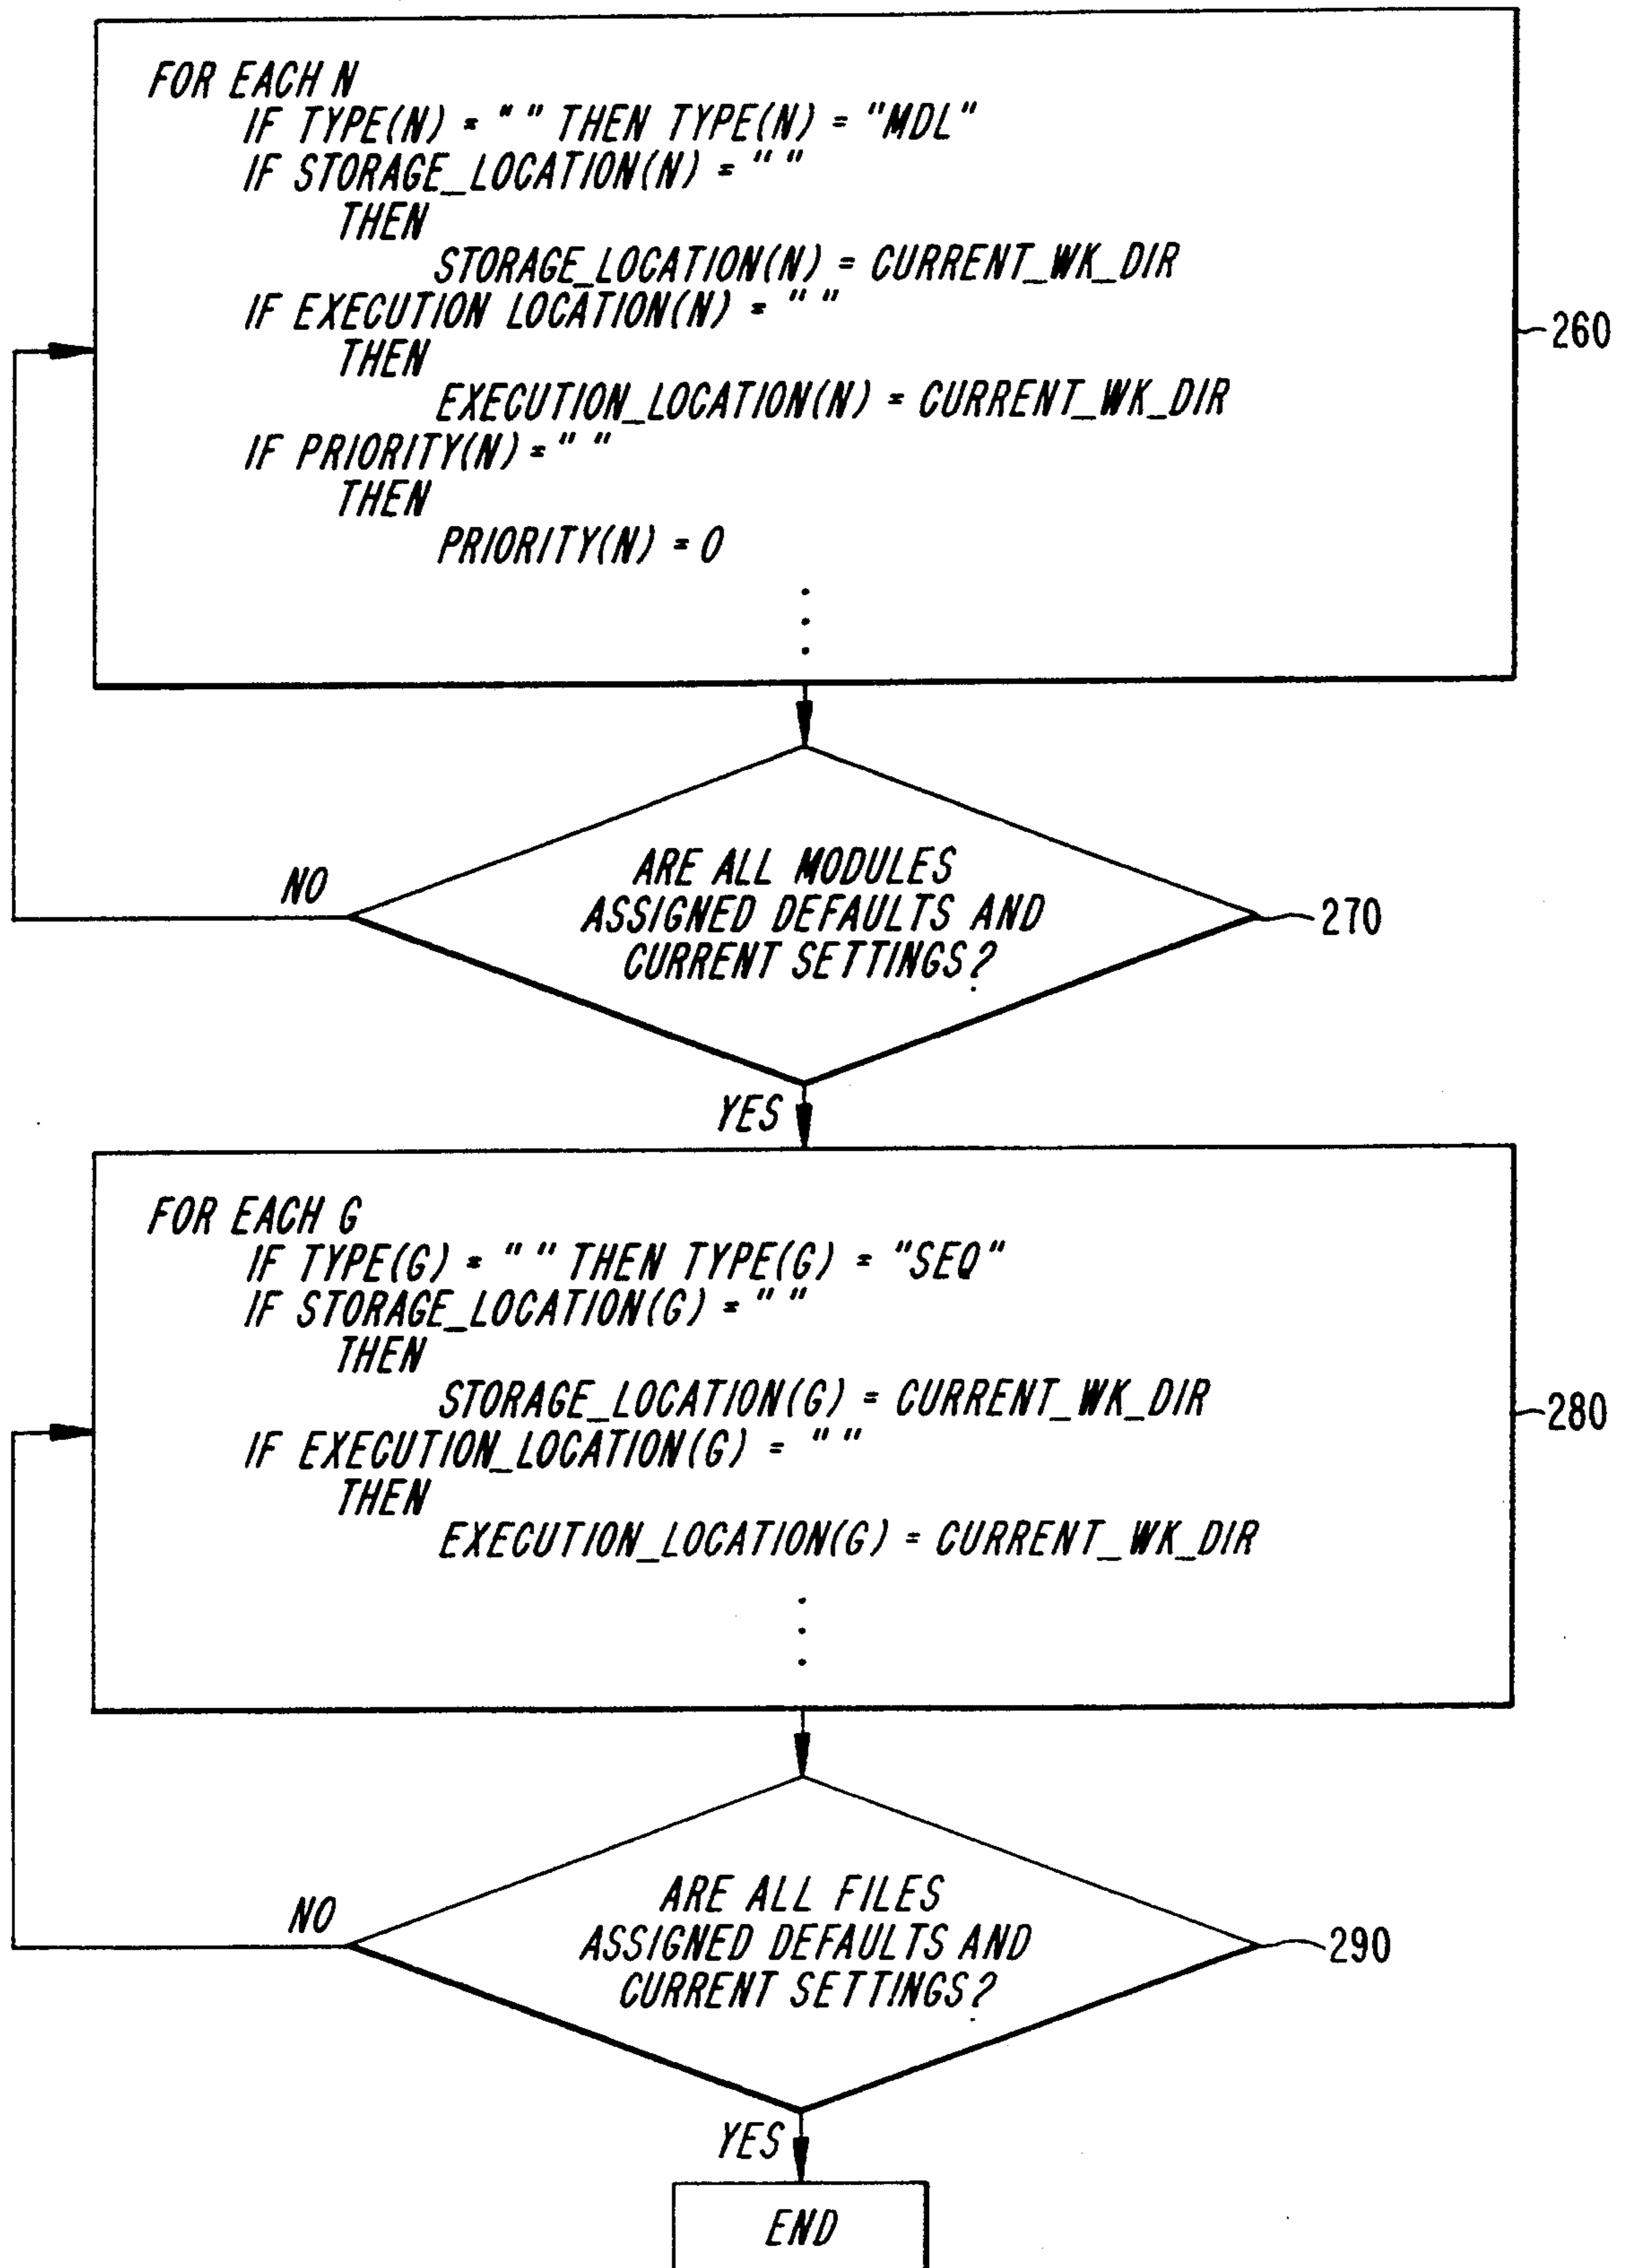 FOR EACH N
IF TYPE(N) = " " THEN TYPE(N) = "MDL"
IF STORAGE_LOCATION(N) = " "
THEN
STORAGE_LOCATION(N) = CURRENT_WK_DIR
IF EXECUTION LOCATION(N) = " "
THEN
EXECUTION_LOCATION(N) = CURRENT_WK_DIR
IF PRIORITY(N) = " "
THEN
PRIORITY(N) = 0
260
ARE ALL MODULES
ASSIGNED DEFAULTS AND
CURRENT SETTINGS?
NO
270
YES
FOR EACH G
IF TYPE(G) = " " THEN TYPE(G) = "SEQ"
IF STORAGE_LOCATION(G) = " "
THEN
STORAGE_LOCATION(G) = CURRENT_WK_DIR
IF EXECUTION_LOCATION(G) = " "
THEN
EXECUTION_LOCATION(G) = CURRENT_WK_DIR
280
ARE ALL FILES
ASSIGNED DEFAULTS AND
CURRENT SETTINGS?
NO
290
YES
END